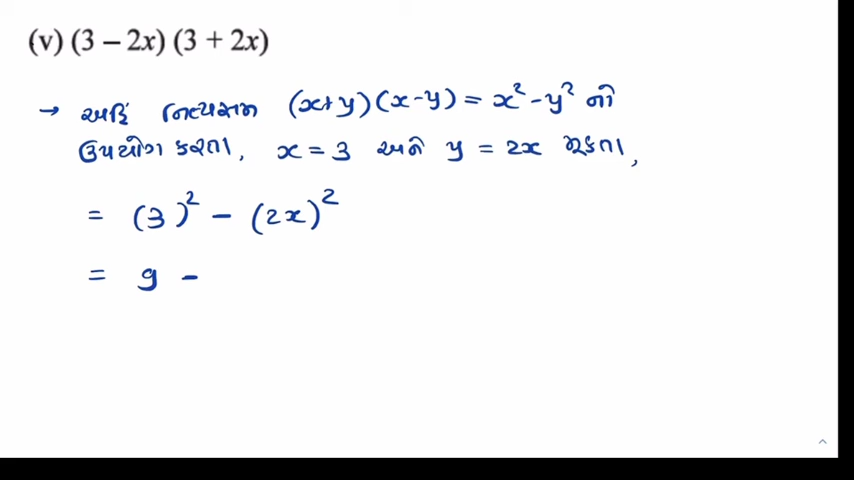 (v) (3 – 2x) (3 + 2x)
→ અહિં નિત્યસમ (x+y)(x-y) = x² - y² નો
ઉપયોગ કરતા, x = 3 અને y = 2x મૂકતા,
= (3)² - (2x)²
= 9 -